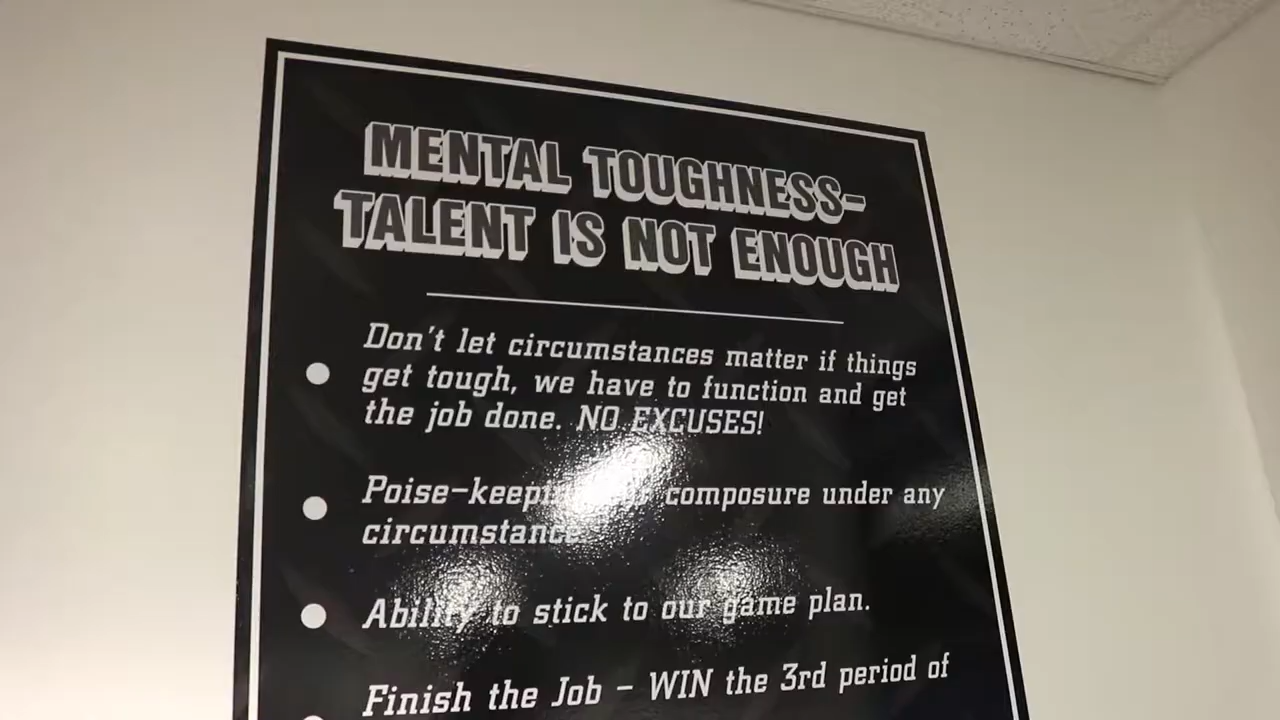 MENTAL TOUGHNESS-
TALENT IS NOT ENOUGH
Don't let circumstances matter if things
get tough, we have to function and get
the job done. NO EXCUSES!
Poise-keeping composure under any
circumstance.
Ability to stick to our game plan.
Finish the Job - WIN the 3rd period of